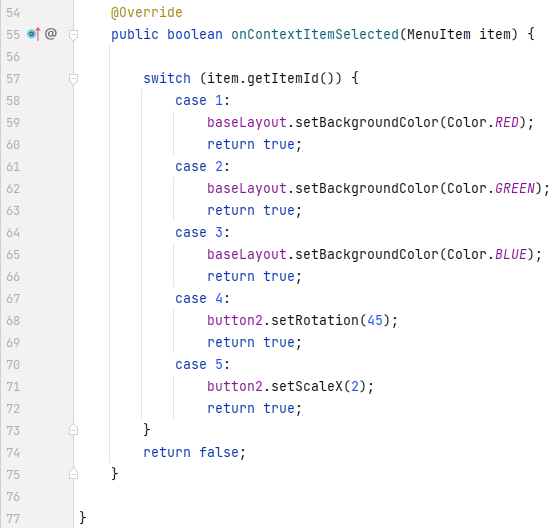 54 @Override
55 @ public boolean onContextItemSelected(MenuItem item) {
56
57 switch (item.getItemId()) {
58 case 1:
59 baseLayout.setBackgroundColor(Color.RED);
60 return true;
61 case 2:
62 baseLayout.setBackgroundColor(Color.GREEN);
63 return true;
64 case 3:
65 baseLayout.setBackgroundColor(Color.BLUE);
66 return true;
67 case 4:
68 button2.setRotation(45);
69 return true;
70 case 5:
71 button2.setScaleX(2);
72 return true;
73 }
74 return false;
75 }
76
77 }